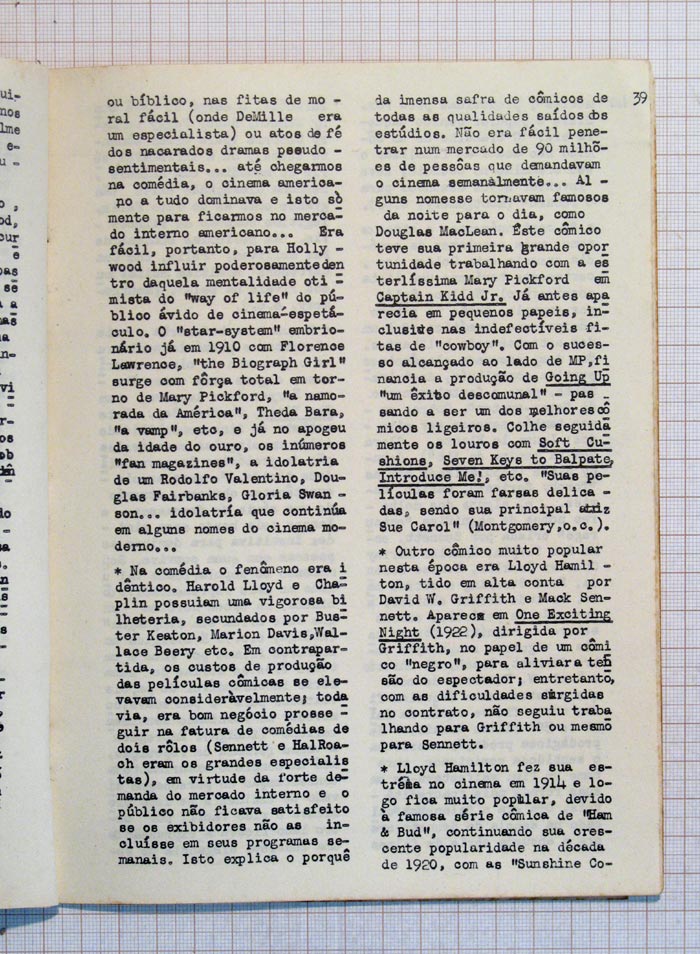 ui-
nos
lme
e-
u -
o ,
od,
cur
e
pas
se
a a
mas
na
n-
vi
r-
os
ob
io
sa
39
ou bíblico, nas fitas de mo -
ral fácil (onde DeMille era
um especialista) ou atos de fé
dos nacarados dramas pseudo -
sentimentais... até chegarmos
na comédia, o cinema america-
no a tudo dominava e isto sò
mente para ficarmos no merca-
do interno americano... Era
fácil, portanto, para Holly -
wood influir poderosamente den
tro daquela mentalidade oti -
mista do "way of life" do pú-
blico ávido de cinema-espetá-
culo. O "star-system" embrio-
nário já em 1910 com Florence
Lawrence, "the Biograph Girl"
surge com fôrça total em tor-
no de Mary Pickford, "a namo-
rada da América", Theda Bara,
"a vamp", etc, e já no apogeu
da idade do ouro, os inúmeros
"fan magazines", a idolatria
de um Rodolfo Valentino, Dou-
glas Fairbanks, Gloria Swan -
son... idolatria que continúa
em alguns nomes do cinema mo-
derno...
* Na comédia o fenômeno era i
dêntico. Harold Lloyd e Cha-
plin possuiam uma vigorosa bi
lheteria, secundados por Bus-
ter Keaton, Marion Davis,Wal-
lace Beery etc. Em contrapar-
tida, os custos de produção
das películas cômicas se ele-
vavam consideràvelmente; toda
via, era bom negócio prosse -
guir na fatura de comédias de
dois rôlos (Sennett e HalRoa-
ch eram os grandes especialis
tas), em virtude da forte de-
manda do mercado interno e o
público não ficava satisfeito
se os exibidores não as in-
cluísse em seus programas se-
manais. Isto explica o porquê
da imensa safra de cômicos de
todas as qualidades saídos dos
estúdios. Não era fácil pene-
trar num mercado de 90 milhõ-
es de pessôas que demandavam
o cinema semanàlmente... Al -
guns nomesse tornavam famosos
da noite para o dia, como
Douglas MacLean. Êste cômico
teve sua primeira grande opor
tunidade trabalhando com a es
terlíssima Mary Pickford em
Captain Kidd Jr. Já antes apa
recia em pequenos papeis, in-
clusive nas indefectíveis fi-
tas de "cowboy". Com o suces-
so alcançado ao lado de MP,fi
nancia a produção de Going Up
"um êxito descomunal" - pas -
sando a ser um dos melhores cô
micos ligeiros. Colhe seguida
mente os louros com Soft Cu-
shions, Seven Keys to Balpate,
Introduce Me!, etc. "Suas pe-
lículas foram farsas delica -
das, sendo sua principal atriz
Sue Carol" (Montgomery,o.c.).
* Outro cômico muito popular
nesta época era Lloyd Hamil -
ton, tido em alta conta por
David W. Griffith e Mack Sen-
nett. Aparece em One Exciting
Night (1922), dirigida por
Griffith, no papel de um cômi
co "negro", para aliviar a ten
são do espectador; entretanto,
com as dificuldades surgidas
no contrato, não seguiu traba
lhando para Griffith ou mesmo
para Sennett.
* Lloyd Hamilton fez sua es-
tréia no cinema em 1914 e lo-
go fica muito popular, devido
à famosa série cômica de "Ham
& Bud", continuando sua cres-
cente popularidade na década
de 1920, com as "Sunshine Co-